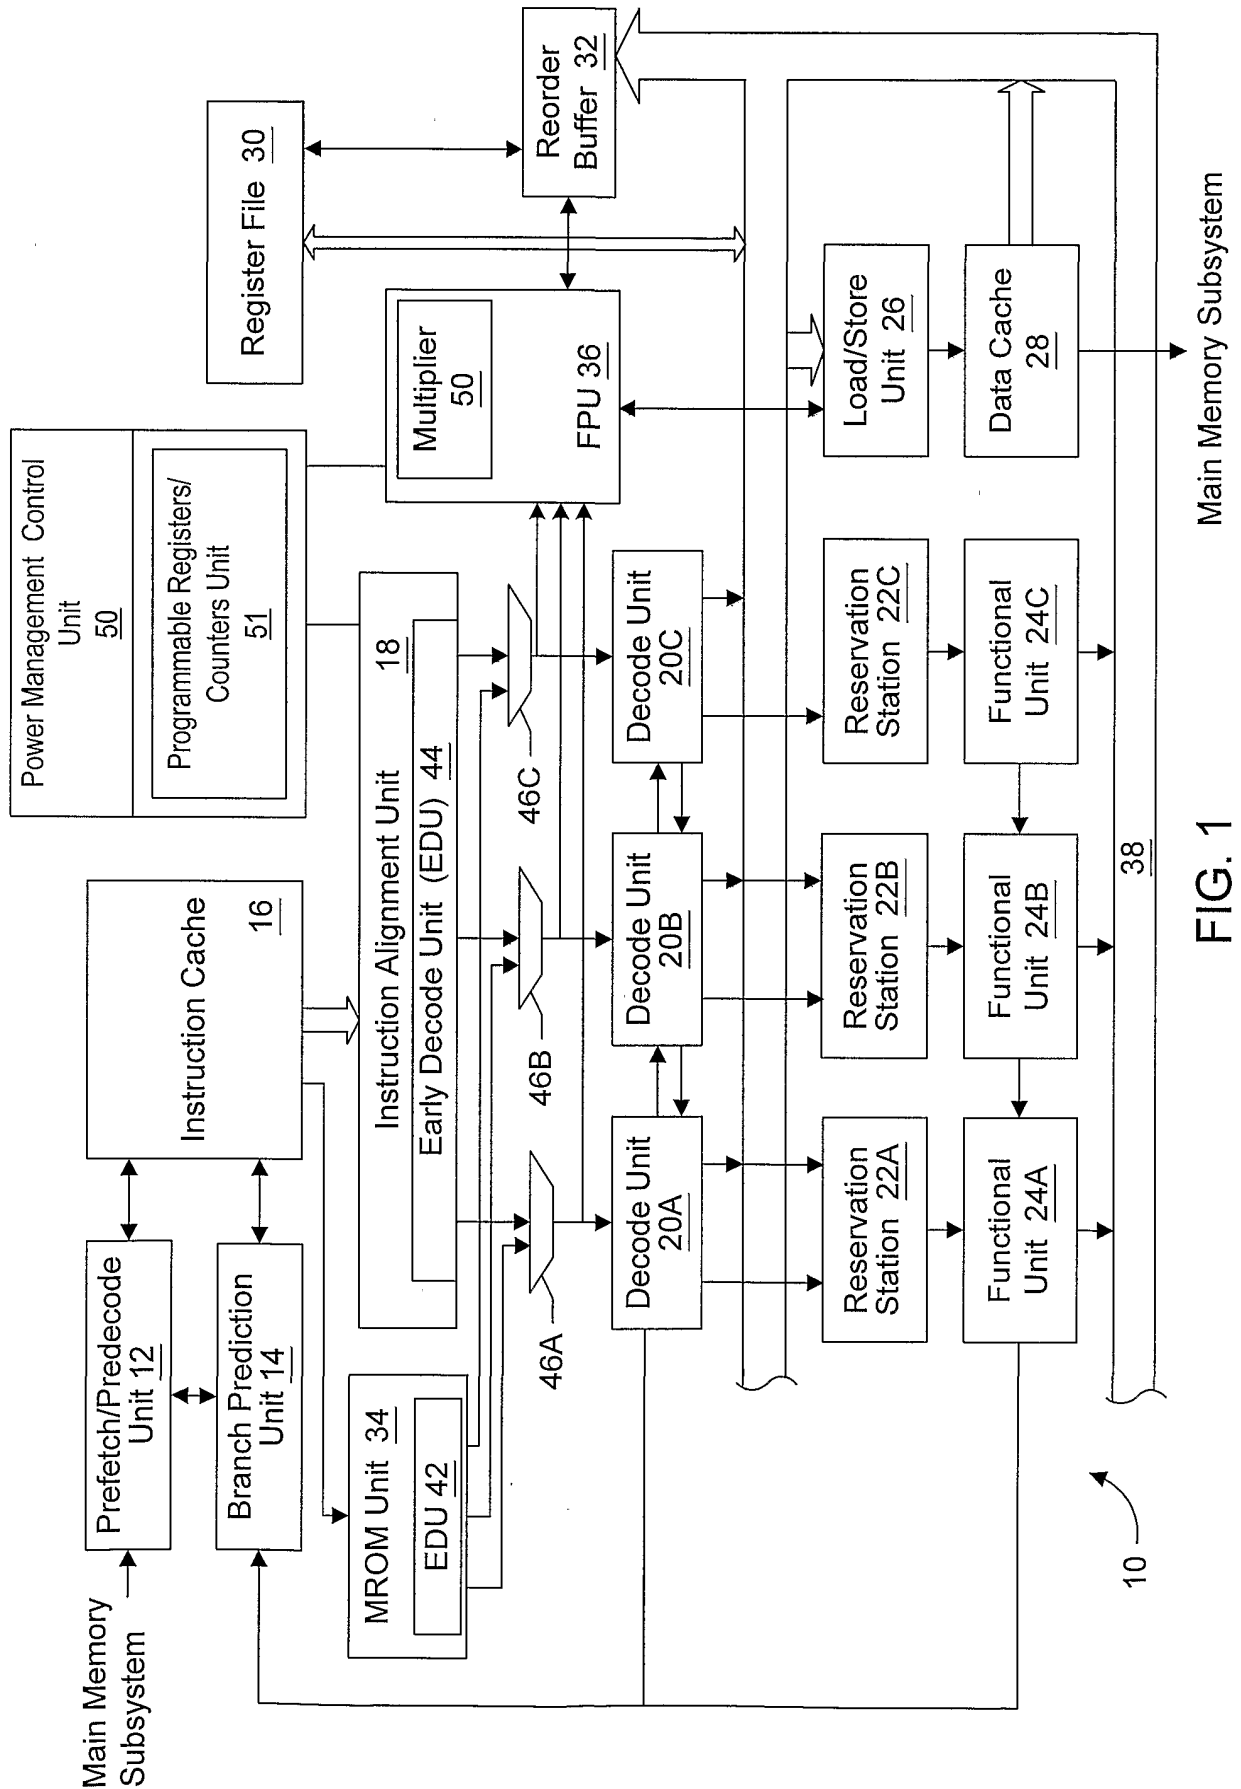 Main Memory
Subsystem
Prefetch/Predecode
Unit 12
Branch Prediction
Unit 14
Instruction Cache
16
Power Management Control
Unit
50
Programmable Registers/
Counters Unit
51
Register File 30
MROM Unit 34
EDU 42
Instruction Alignment Unit
18
Early Decode Unit (EDU) 44
Multiplier
50
FPU 36
Reorder
Buffer 32
46A
46B
46C
Decode Unit
20A
Decode Unit
20B
Decode Unit
20C
Reservation
Station 22A
Reservation
Station 22B
Reservation
Station 22C
Load/Store
Unit 26
Functional
Unit 24A
Functional
Unit 24B
Functional
Unit 24C
Data Cache
28
38
10
Main Memory Subsystem
FIG. 1